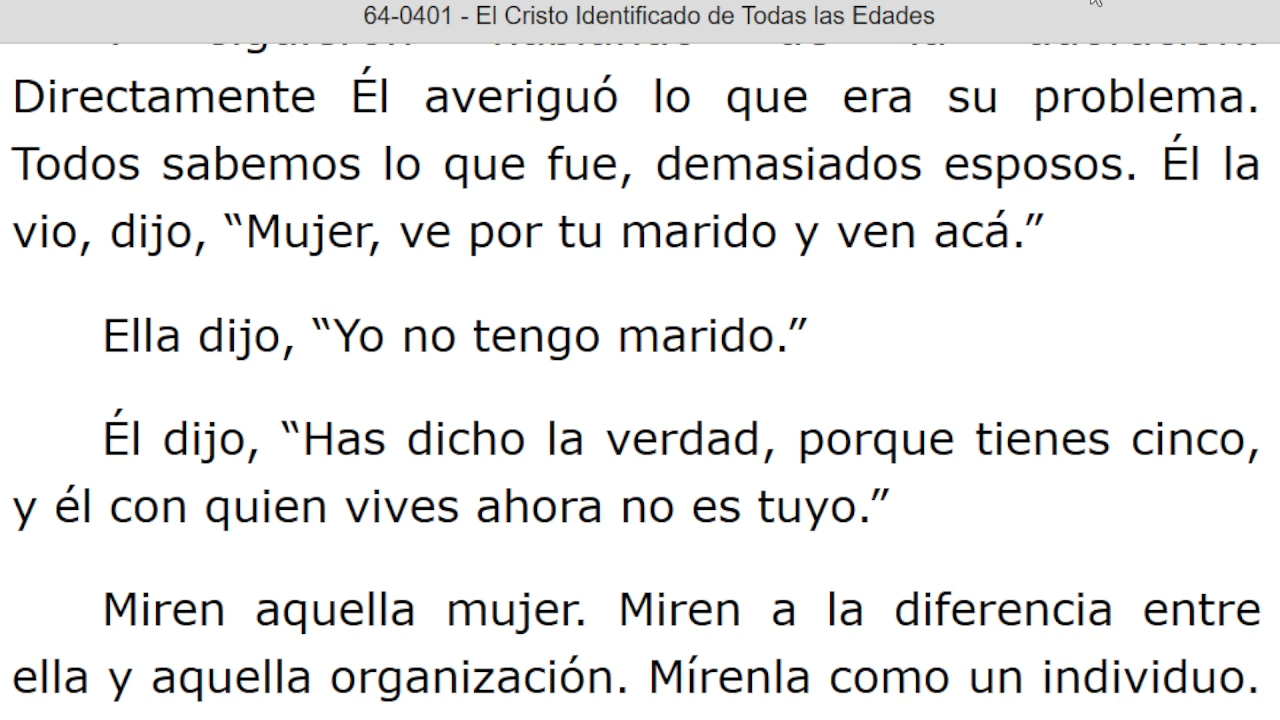 64-0401 - El Cristo Identificado de Todas las Edades
Directamente Él averiguó lo que era su problema.
Todos sabemos lo que fue, demasiados esposos. Él la
vio, dijo, “Mujer, ve por tu marido y ven acá.”
Ella dijo, “Yo no tengo marido.”
Él dijo, “Has dicho la verdad, porque tienes cinco,
y él con quien vives ahora no es tuyo.”
Miren aquella mujer. Miren a la diferencia entre
ella y aquella organización. Mírenla como un individuo.